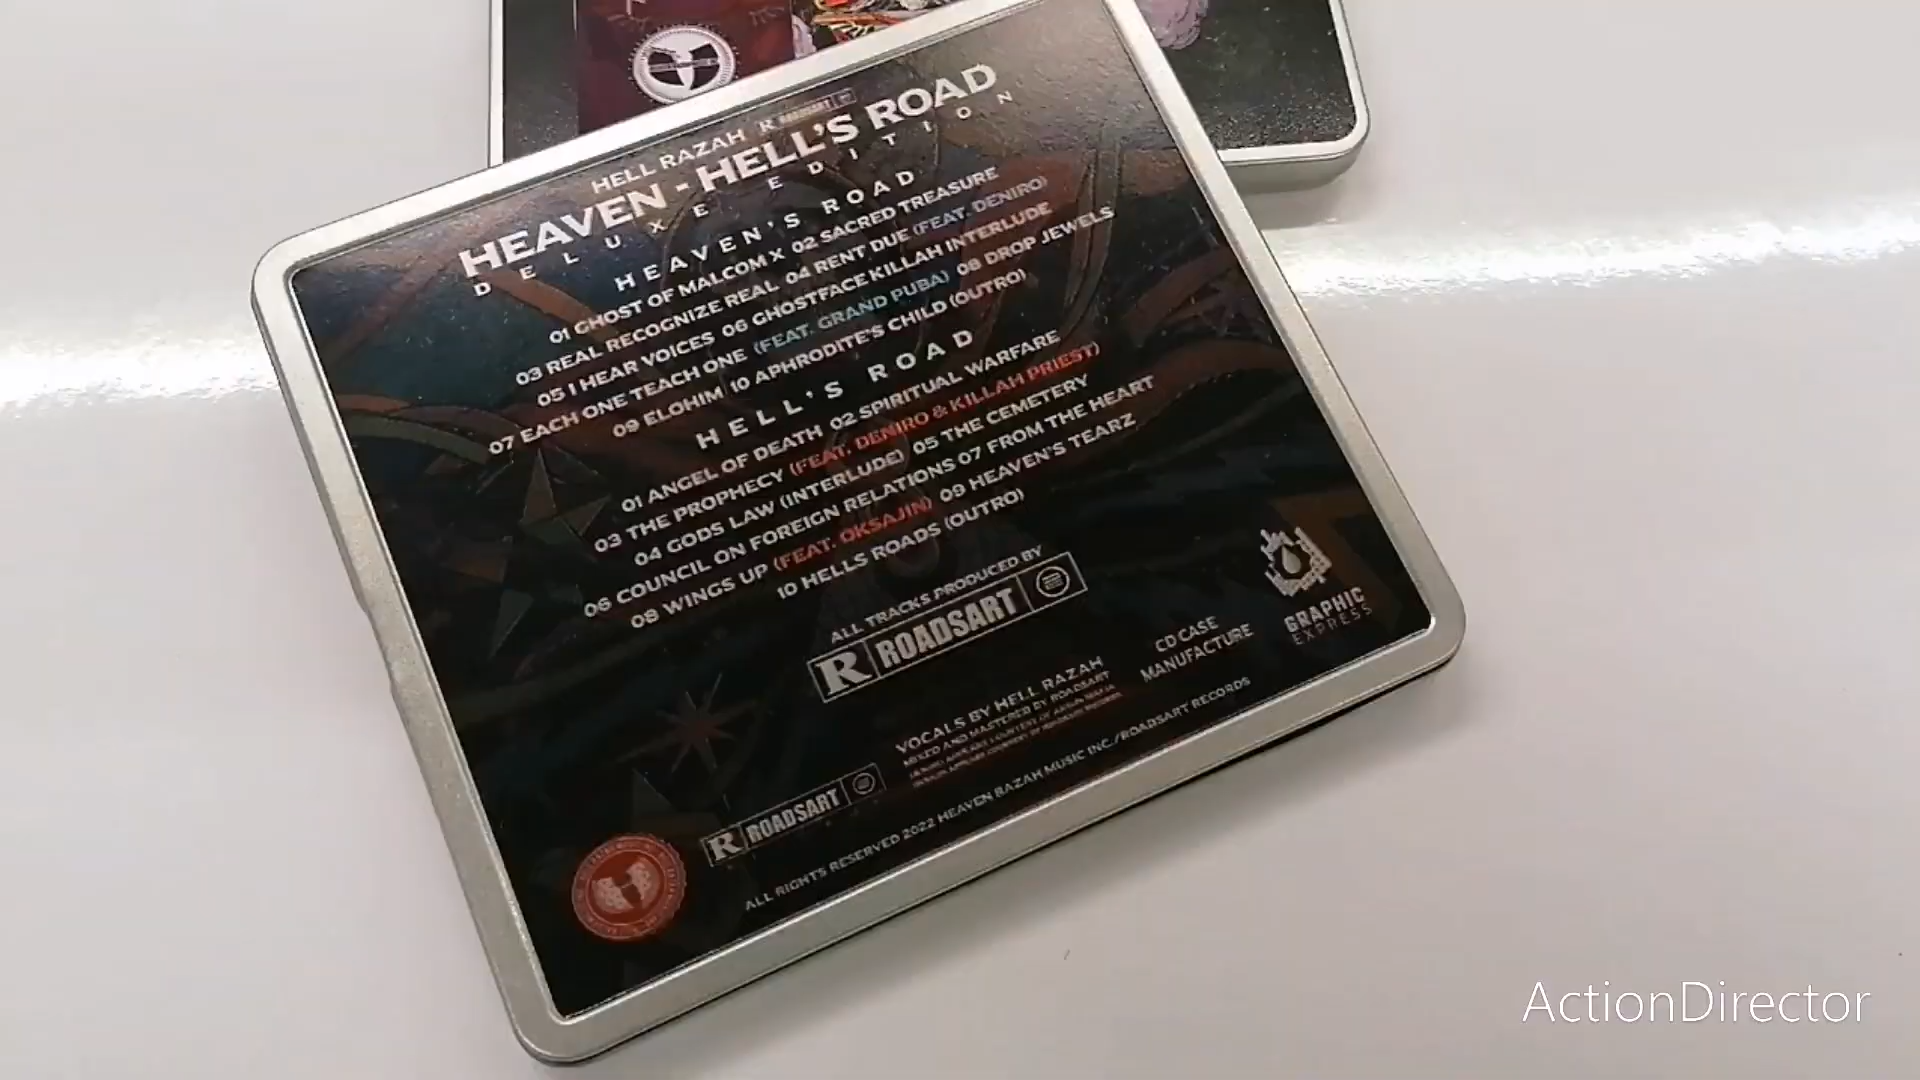 HELL RAZAH R ROADSART
HEAVEN - HELL'S ROAD
DELUXE EDITION
HEAVEN'S ROAD
01 GHOST OF MALCOM X 02 SACRED TREASURE
03 REAL RECOGNIZE REAL 04 RENT DUE (FEAT. DENIRO)
05 I HEAR VOICES 06 GHOSTFACE KILLAH INTERLUDE
07 EACH ONE TEACH ONE (FEAT. GRAND PUBA) 08 DROP JEWELS
09 ELOHIM 10 APHRODITE'S CHILD (OUTRO)
HELL'S ROAD
01 ANGEL OF DEATH 02 SPIRITUAL WARFARE
03 THE PROPHECY (FEAT. DENIRO & KILLAH PRIEST)
04 GODS LAW (INTERLUDE) 05 THE CEMETERY
06 COUNCIL ON FOREIGN RELATIONS 07 FROM THE HEART
08 WINGS UP (FEAT. OKSAJIN) 09 HEAVEN'S TEARZ
10 HELLS ROADS (OUTRO)
ALL TRACKS PRODUCED BY
R ROADSART
CD CASE
MANUFACTURE
GRAPHIC
EXPRESS
VOCALS BY HELL RAZAH
MIXED AND MASTERED BY ROADSART
R ROADSART
ALL RIGHTS RESERVED 2022 HEAVEN RAZAH MUSIC INC./ROADSART RECORDS
ActionDirector